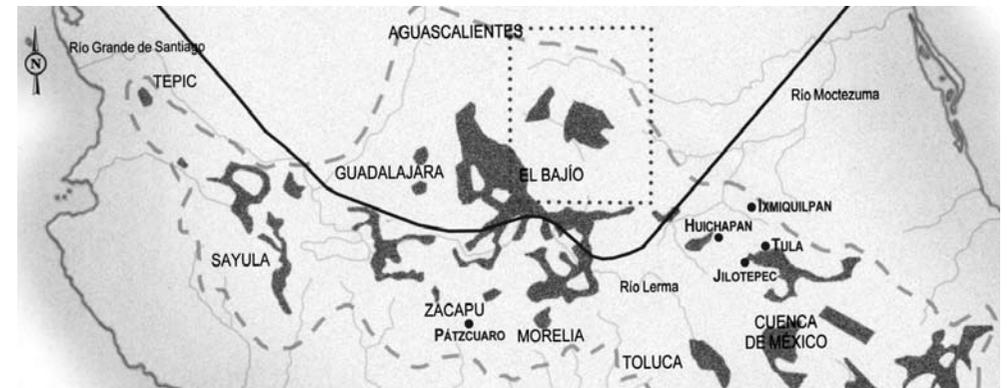 AGUASCALIENTES
Río Grande de Santiago
N
TEPIC
Río Moctezuma
GUADALAJARA
EL BAJÍO
IXMIQUILPAN
HUICHAPAN
TULA
SAYULA
JILOTEPEC
Río Lerma
ZACAPU
PÁTZCUARO
MORELIA
CUENCA
DE MÉXICO
TOLUCA